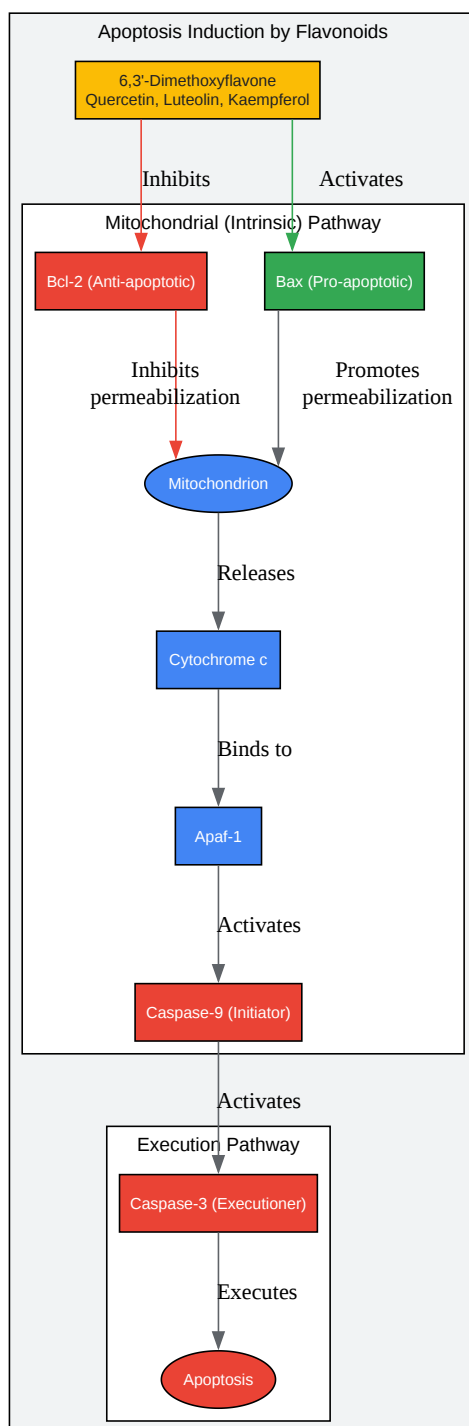 Apoptosis Induction by Flavonoids
6,3'-Dimethoxyflavone
Quercetin, Luteolin, Kaempferol
Inhibits
Activates
Mitochondrial (Intrinsic) Pathway
Bcl-2 (Anti-apoptotic)
Bax (Pro-apoptotic)
Inhibits
permeabilization
Promotes
permeabilization
Mitochondrion
Releases
Cytochrome c
Binds to
Apaf-1
Activates
Caspase-9 (Initiator)
Activates
Execution Pathway
Caspase-3 (Executioner)
Executes
Apoptosis